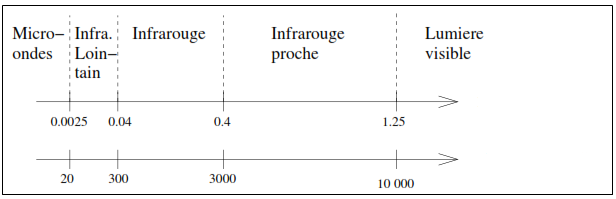 Micro– Infra. Infrarouge Infrarouge Lumiere
ondes Loin– proche visible
tain
0.0025 0.04 0.4 1.25
20 300 3000 10 000